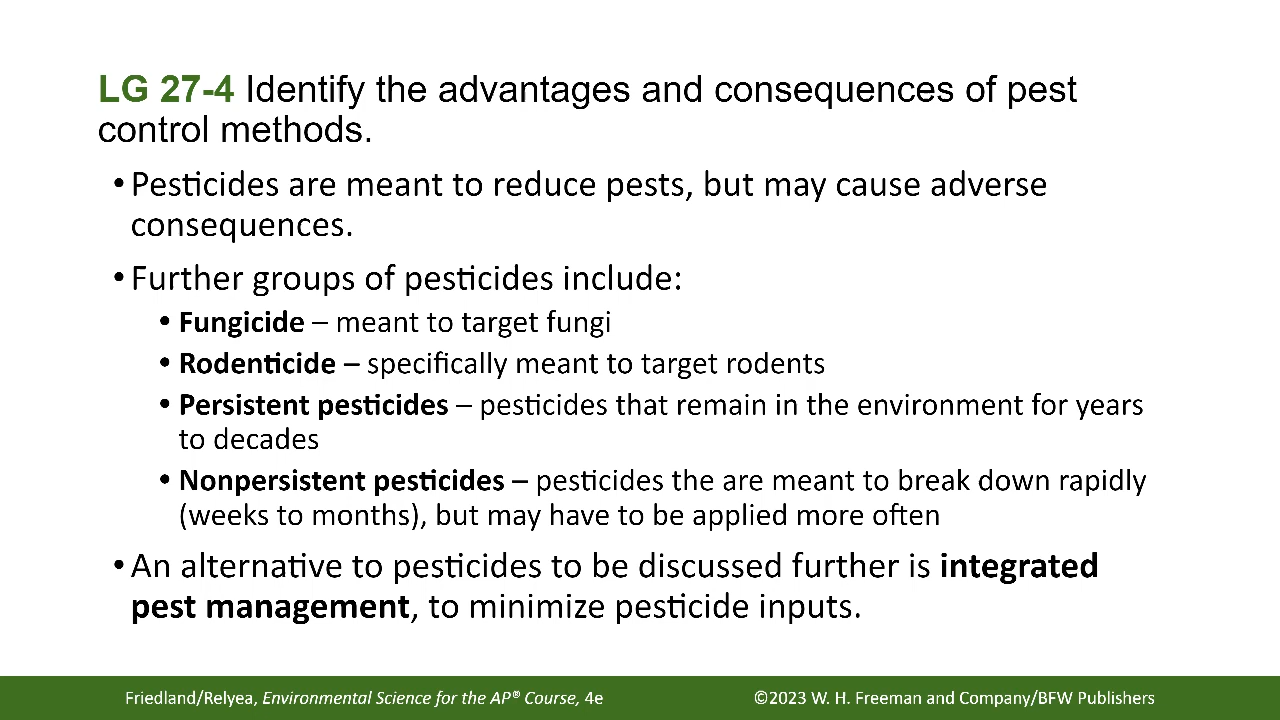 LG 27-4 Identify the advantages and consequences of pest
control methods.
• Pesticides are meant to reduce pests, but may cause adverse
consequences.
• Further groups of pesticides include:
• Fungicide – meant to target fungi
• Rodenticide – specifically meant to target rodents
• Persistent pesticides – pesticides that remain in the environment for years
to decades
• Nonpersistent pesticides – pesticides the are meant to break down rapidly
(weeks to months), but may have to be applied more often
• An alternative to pesticides to be discussed further is integrated
pest management, to minimize pesticide inputs.
Friedland/Relyea, Environmental Science for the AP® Course, 4e
©2023 W. H. Freeman and Company/BFW Publishers